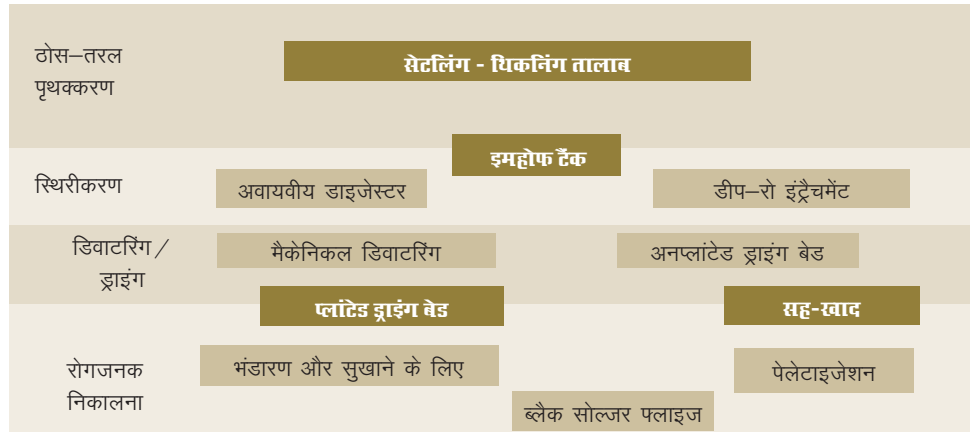 ठोस–तरल
पृथक्करण
सेटलिंग - थिकनिंग तालाब
इमहोफ टैंक
स्थिरीकरण
अवायवीय डाइजेस्टर
डीप–रो इंट्रैचमेंट
डिवाटरिंग /
ड्राइंग
मैकेनिकल डिवाटरिंग
अनप्लांटेड ड्राइंग बेड
प्लांटेड ड्राइंग बेड
सह-खाद
रोगजनक
निकालना
भंडारण और सुखाने के लिए
पेलेटाइजेशन
ब्लैक सोल्जर फ्लाइज